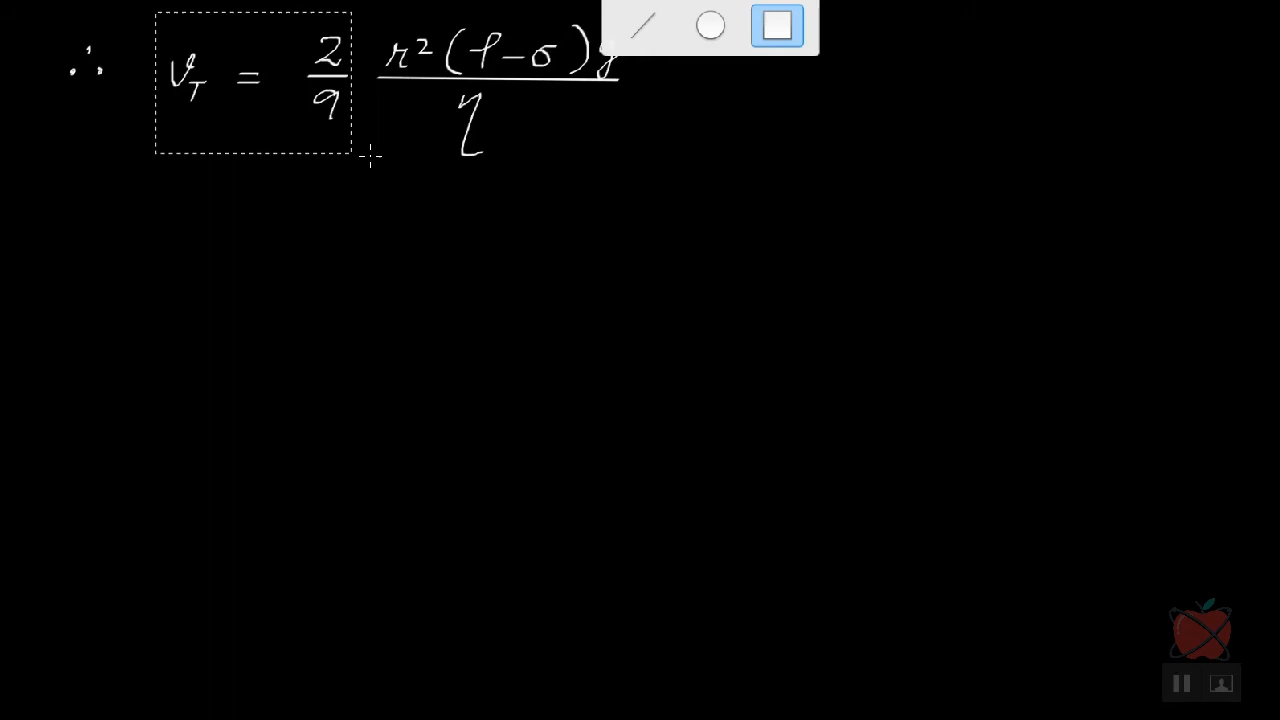 ∴ v_T = 2/9 r²(ρ-σ)g/η